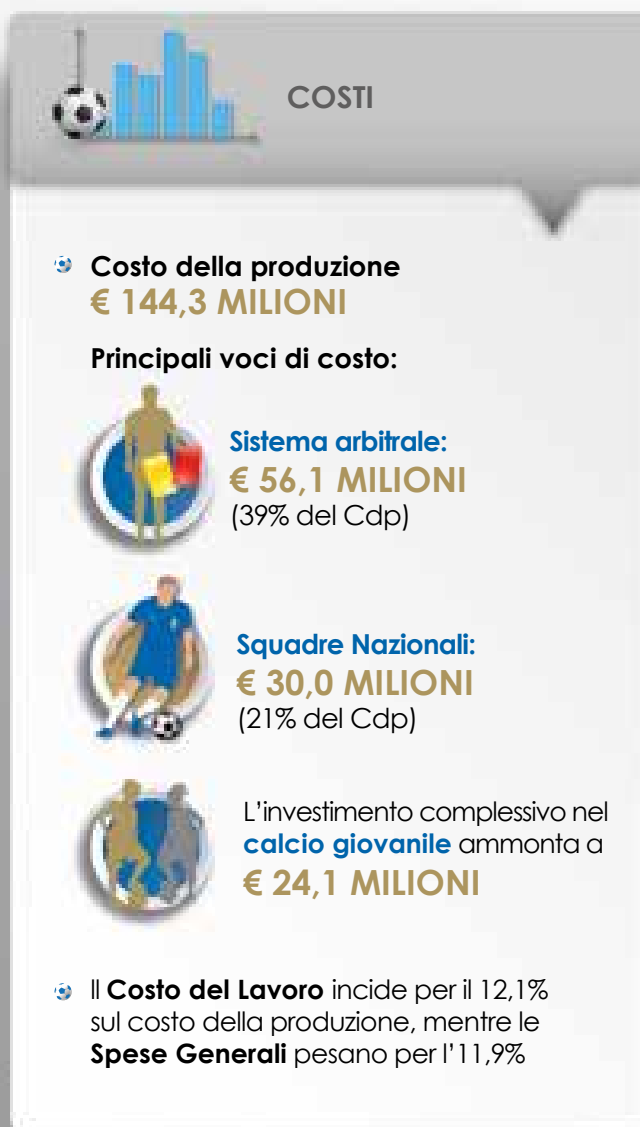 COSTI
Costo della produzione
€ 144,3 MILIONI
Principali voci di costo:
Sistema arbitrale:
€ 56,1 MILIONI
(39% del Cdp)
Squadre Nazionali:
€ 30,0 MILIONI
(21% del Cdp)
L’investimento complessivo nel
calcio giovanile ammonta a
€ 24,1 MILIONI
Il Costo del Lavoro incide per il 12,1%
sul costo della produzione, mentre le
Spese Generali pesano per l’11,9%